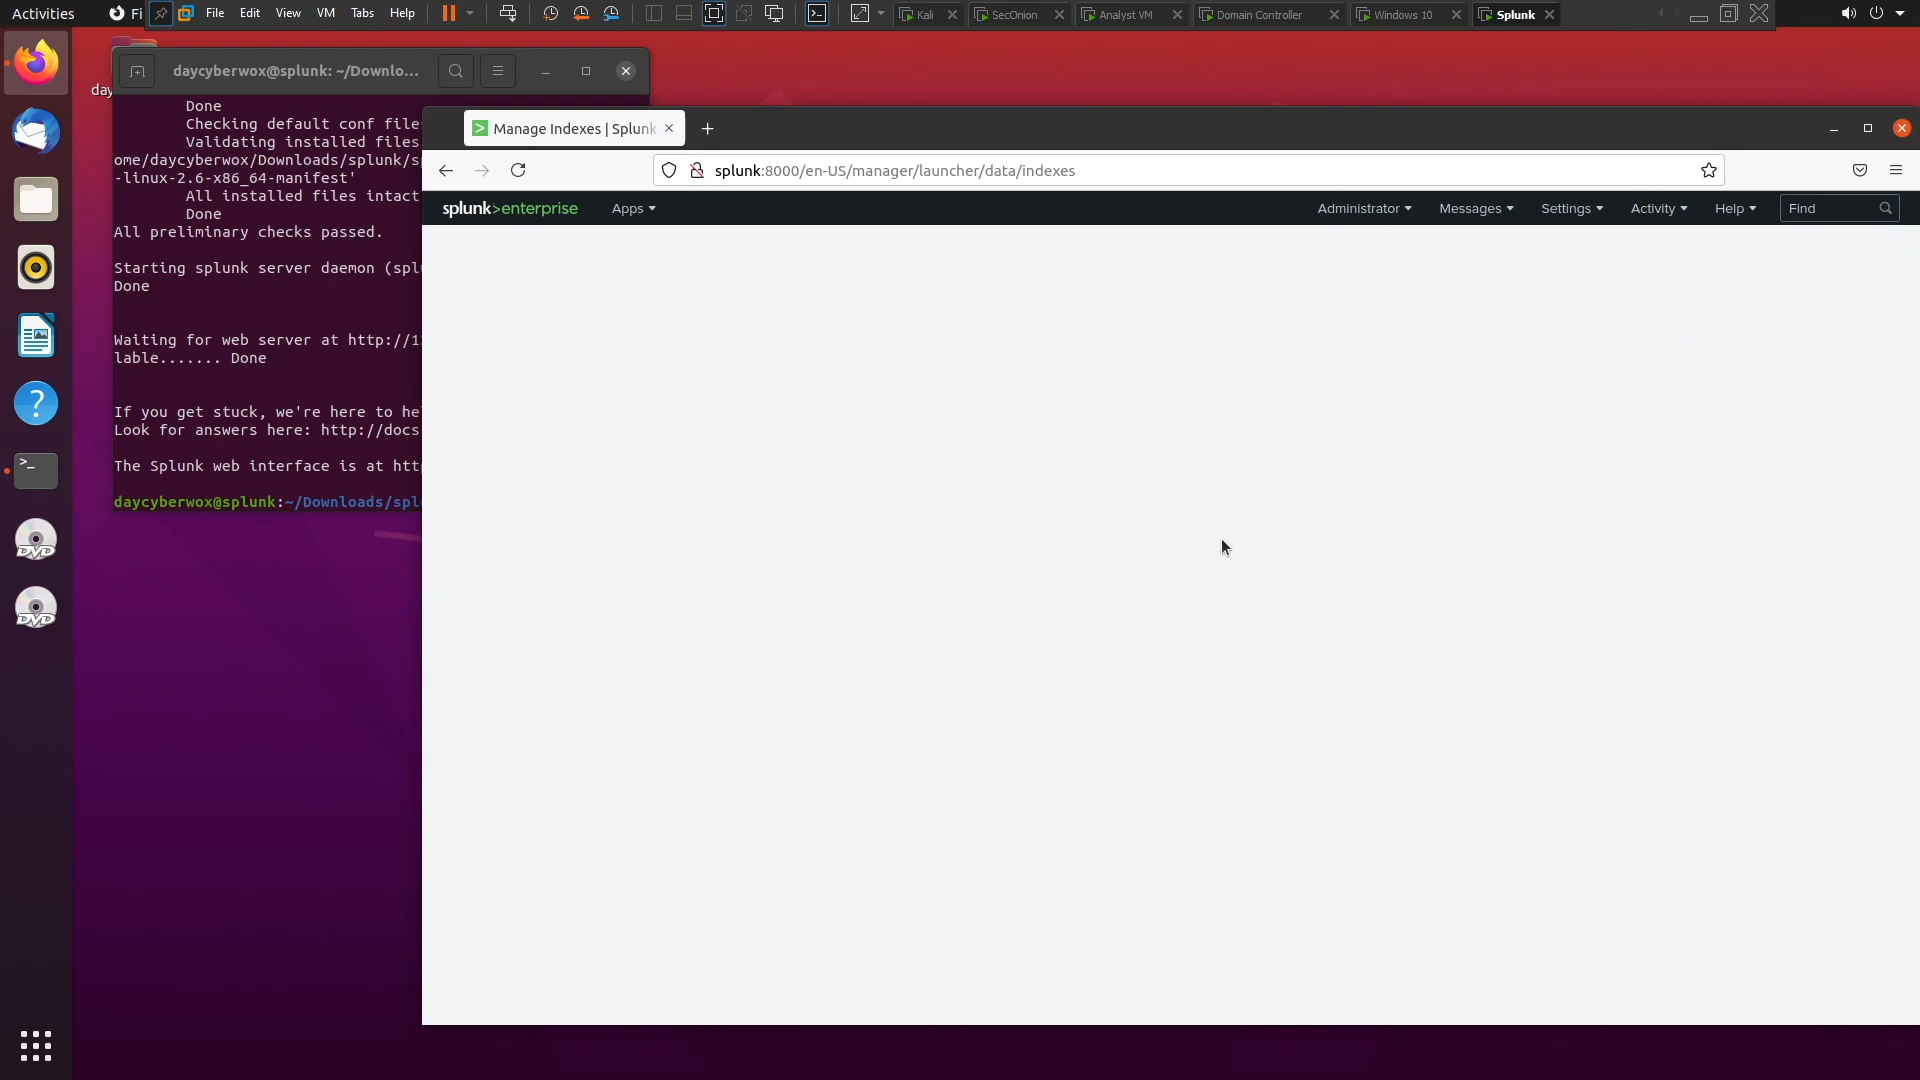 Activities
Fi
File Edit View VM Tabs Help
Kali
SecOnion
Analyst VM
Domain Controller
Windows 10
Splunk
day
daycyberwox@splunk: ~/Downlo...
Done
Checking default conf file
Validating installed files
ome/daycyberwox/Downloads/splunk/sp
-linux-2.6-x86_64-manifest'
All installed files intact
Done
All preliminary checks passed.
Starting splunk server daemon (spl
Done
Waiting for web server at http://1
lable....... Done
If you get stuck, we're here to he
Look for answers here: http://docs
The Splunk web interface is at htt
daycyberwox@splunk:~/Downloads/spl
Manage Indexes | Splunk
splunk:8000/en-US/manager/launcher/data/indexes
splunk>enterprise Apps Administrator Messages Settings Activity Help Find
DVD
DVD